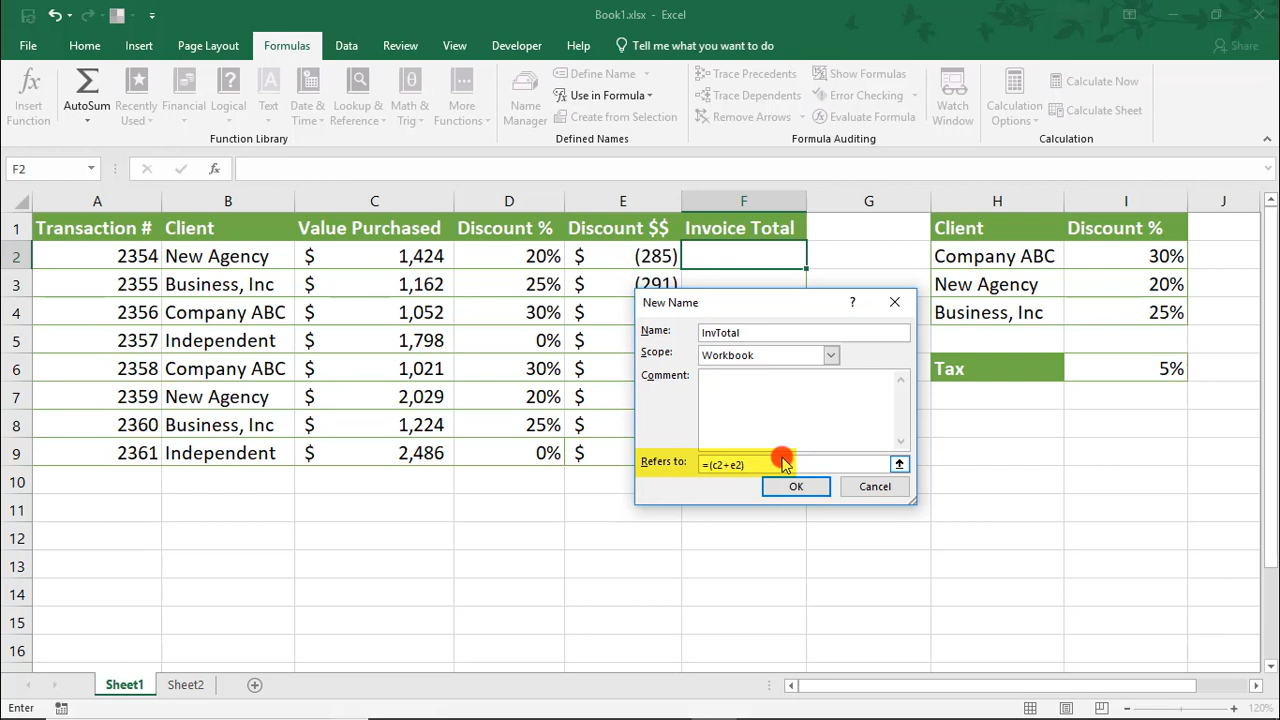 Book1.xlsx - Excel
File Home Insert Page Layout Formulas Data Review View Developer Help Tell me what you want to do Share
Insert Function
AutoSum
Recently Used
Financial
Logical
Text
Date & Time
Lookup & Reference
Math & Trig
More Functions
Function Library
Name Manager
Define Name
Use in Formula
Create from Selection
Defined Names
Trace Precedents
Trace Dependents
Remove Arrows
Show Formulas
Error Checking
Evaluate Formula
Formula Auditing
Watch Window
Calculation Options
Calculate Now
Calculate Sheet
Calculation
F2 fx
A B C D E F G H I J
1 Transaction # Client Value Purchased Discount % Discount $$ Invoice Total Client Discount %
2 2354 New Agency $ 1,424 20% $ (285) Company ABC 30%
3 2355 Business, Inc $ 1,162 25% $ (291) New Agency 20%
4 2356 Company ABC $ 1,052 30% $ Business, Inc 25%
5 2357 Independent $ 1,798 0% $
6 2358 Company ABC $ 1,021 30% $ Tax 5%
7 2359 New Agency $ 2,029 20% $
8 2360 Business, Inc $ 1,224 25% $
9 2361 Independent $ 2,486 0% $
10
11
12
13
14
15
16
New Name ?
Name: InvTotal
Scope: Workbook
Comment:
Refers to: =(c2+e2)
OK Cancel
Sheet1 Sheet2
Enter 120%